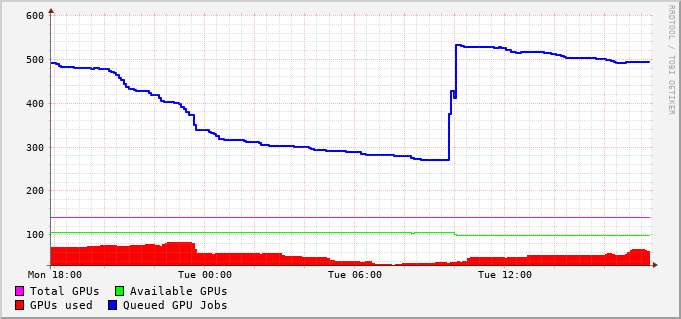 600
500
400
300
200
100
Mon 18:00 Tue 00:00 Tue 06:00 Tue 12:00
Total GPUs Available GPUs
GPUs used Queued GPU Jobs
RRDTOOL / TOBI OETIKER